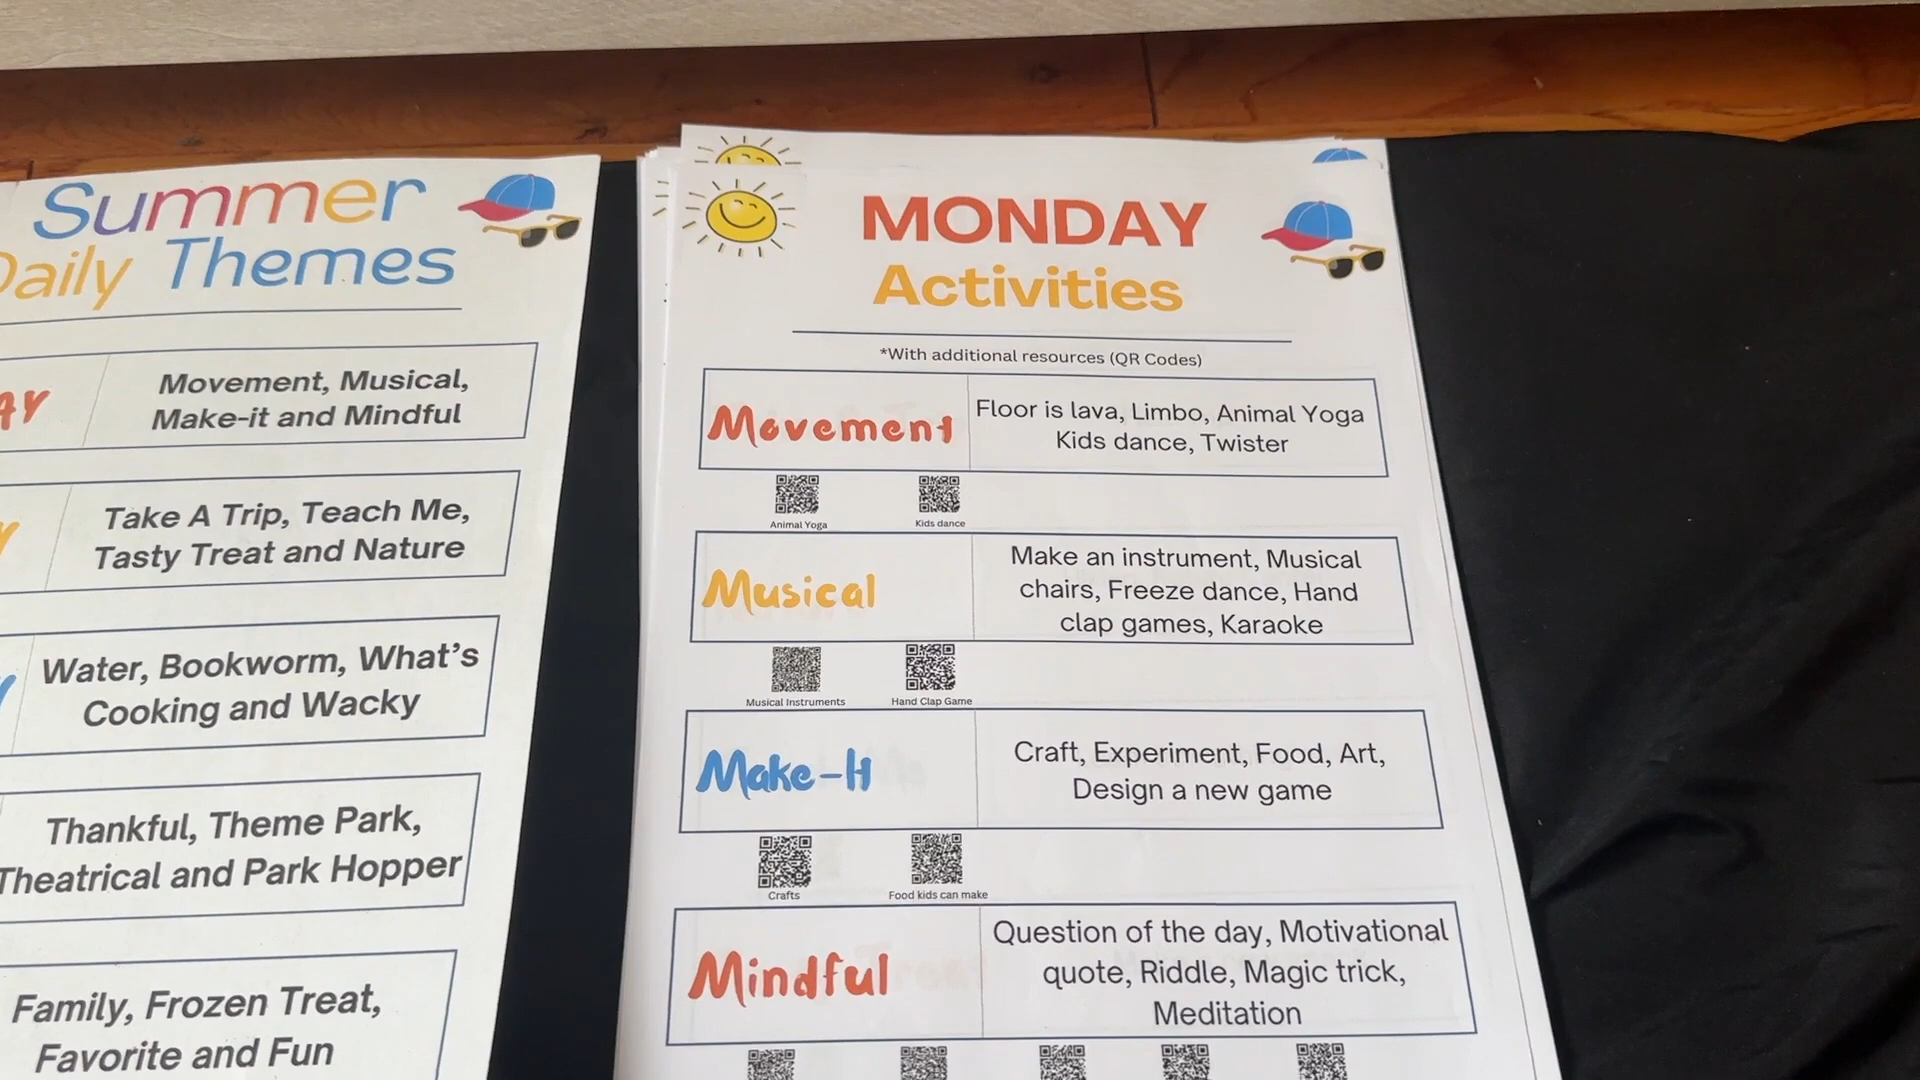 Summer
Daily Themes
Movement, Musical,
Make-it and Mindful
Take A Trip, Teach Me,
Tasty Treat and Nature
Water, Bookworm, What's
Cooking and Wacky
Thankful, Theme Park,
Theatrical and Park Hopper
Family, Frozen Treat,
Favorite and Fun
MONDAY
Activities
*With additional resources (QR Codes)
Movement
Floor is lava, Limbo, Animal Yoga
Kids dance, Twister
Animal Yoga
Kids dance
Musical
Make an instrument, Musical
chairs, Freeze dance, Hand
clap games, Karaoke
Musical Instruments
Hand Clap Game
Make-It
Craft, Experiment, Food, Art,
Design a new game
Crafts
Food kids can make
Mindful
Question of the day, Motivational
quote, Riddle, Magic trick,
Meditation